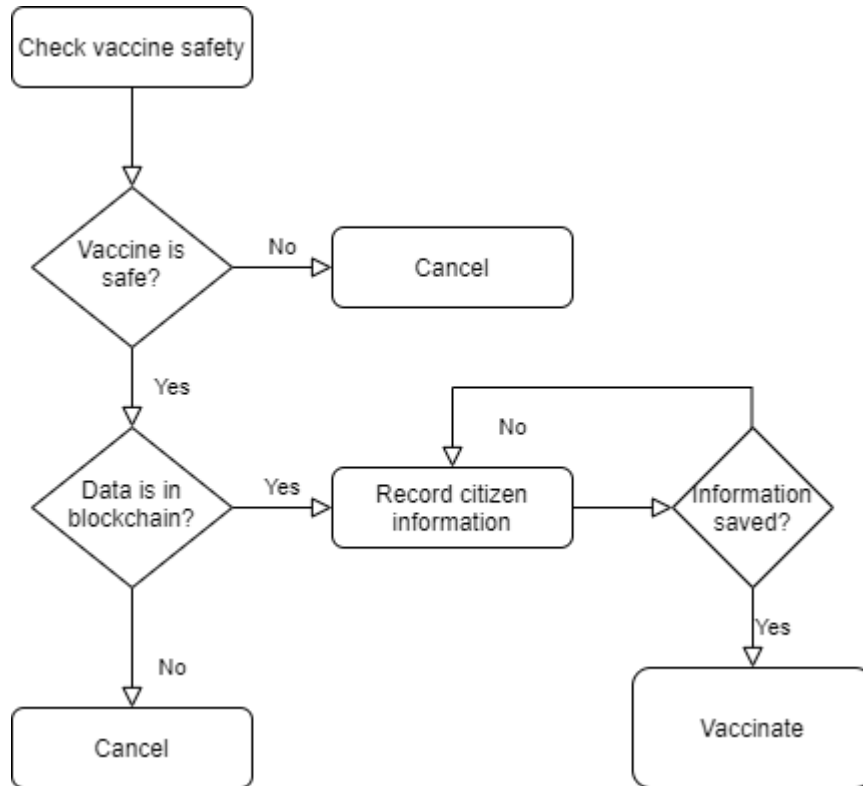 Check vaccine safety
Vaccine is
safe?
No
Cancel
Yes
No
Data is in
blockchain?
Yes
Record citizen
information
Information
saved?
Yes
No
Cancel
Vaccinate